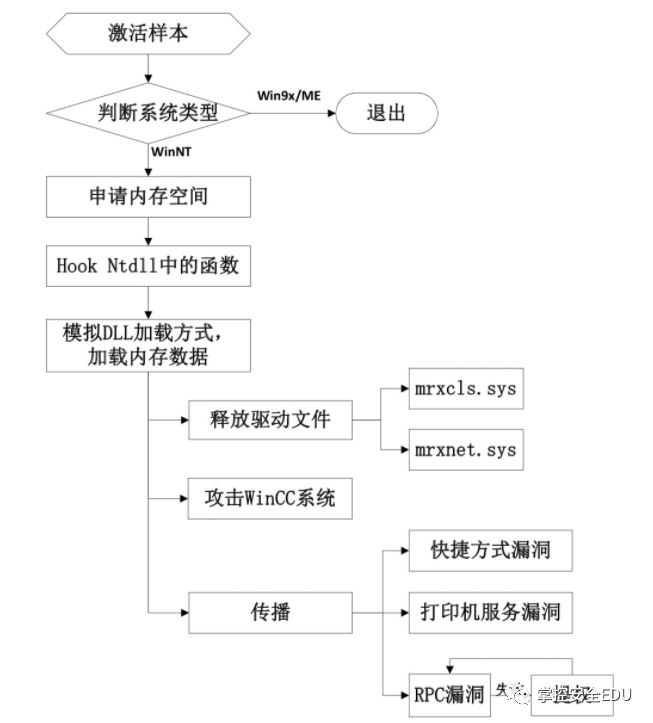 激活样本
判断系统类型
Win9x/ME
退出
WinNT
申请内存空间
Hook Ntdll中的函数
模拟DLL加载方式，
加载内存数据
释放驱动文件
mrxcls.sys
mrxnet.sys
攻击WinCC系统
传播
快捷方式漏洞
打印机服务漏洞
RPC漏洞
掌控安全EDU